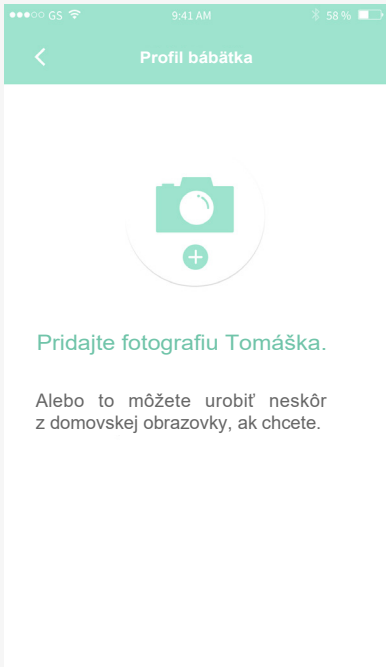 GS 9:41 AM 58 %
Profil bábätka
Pridajte fotografiu Tomáška.
Alebo to môžete urobiť neskôr
z domovskej obrazovky, ak chcete.